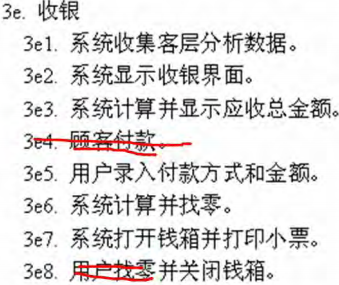 3e. 收银
3e1. 系统收集客层分析数据。
3e2. 系统显示收银界面。
3e3. 系统计算并显示应收总金额。
3e4. 顾客付款。
3e5. 用户录入付款方式和金额。
3e6. 系统计算并找零。
3e7. 系统打开钱箱并打印小票。
3e8. 用户找零并关闭钱箱。